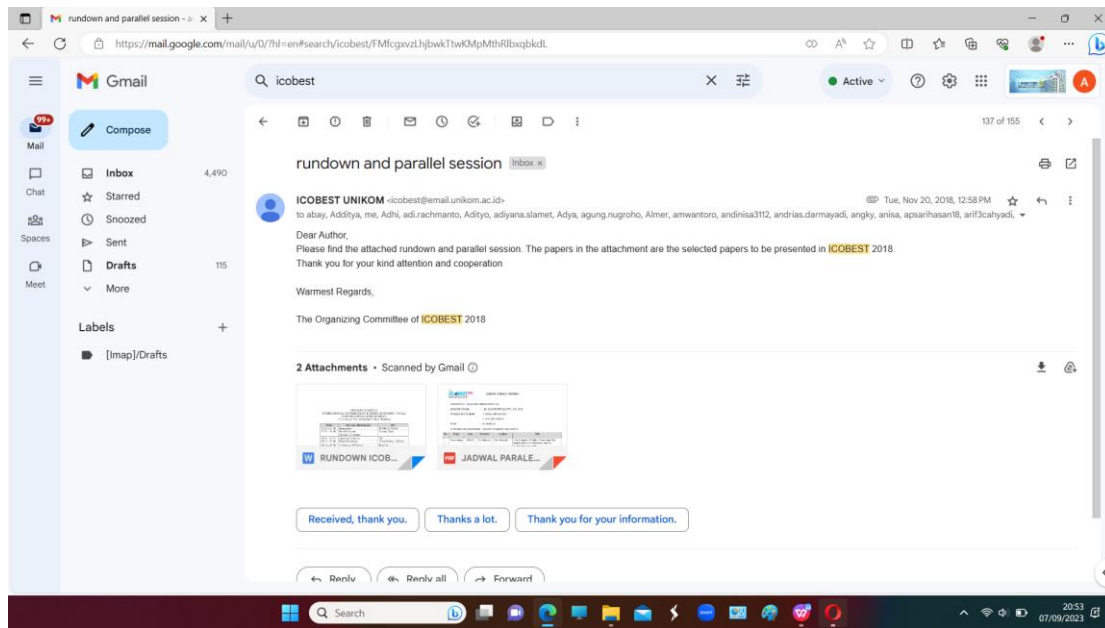 rundown and parallel session - a
https://mail.google.com/mail/u/0/?hl=en#search/icobest/FMfcgxvzLhjbwkTtwKMpMthRlbxqbkdL
Gmail
icobest
Active
A
99+
Mail
Chat
Spaces
Meet
Compose
Inbox 4,490
Starred
Snoozed
Sent
Drafts 115
More
Labels
[Imap]/Drafts
137 of 155
rundown and parallel session Inbox x
ICOBEST UNIKOM <icobest@email.unikom.ac.id> Tue, Nov 20, 2018, 12:58 PM
to abay, Additya, me, Adhi, adi.rachmanto, Adityo, adiyana.slamet, Adya, agung.nugroho, Almer, amwantoro, andinisa3112, andrias.darmayadi, angky, anisa, apsarihasan18, arif3cahyadi,
Dear Author,
Please find the attached rundown and parallel session. The papers in the attachment are the selected papers to be presented in ICOBEST 2018.
Thank you for your kind attention and cooperation
Warmest Regards,
The Organizing Committee of ICOBEST 2018
2 Attachments • Scanned by Gmail
W RUNDOWN ICOB...
PDF JADWAL PARALE...
Received, thank you. Thanks a lot. Thank you for your information.
Reply Reply all Forward
Search
20:53
07/09/2023